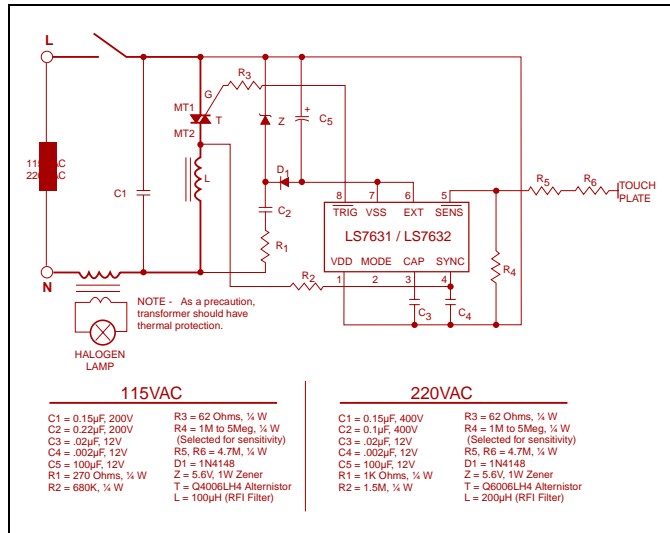 L
G
MT1
T
MT2
R3
Z
+
C5
115VAC
220VAC
C1
L
D1
C2
R1
8 7 6 5
TRIG VSS EXT SENS
LS7631 / LS7632
VDD MODE CAP SYNC
1 2 3 4
R5
R6
TOUCH
PLATE
R2
R4
C3
C4
N
NOTE - As a precaution,
transformer should have
thermal protection.
HALOGEN
LAMP
115VAC
C1 = 0.15µF, 200V
C2 = 0.22µF, 200V
C3 = .02µF, 12V
C4 = .002µF, 12V
C5 = 100µF, 12V
R1 = 270 Ohms, ¼ W
R2 = 680K, ¼ W
R3 = 62 Ohms, ¼ W
R4 = 1M to 5Meg, ¼ W
(Selected for sensitivity)
R5, R6 = 4.7M, ¼ W
D1 = 1N4148
Z = 5.6V, 1W Zener
T = Q4006LH4 Alternistor
L = 100µH (RFI Filter)
220VAC
C1 = 0.15µF, 400V
C2 = 0.1µF, 400V
C3 = .02µF, 12V
C4 = .002µF, 12V
C5 = 100µF, 12V
R1 = 1K Ohms, ¼ W
R2 = 1.5M, ¼ W
R3 = 62 Ohms, ¼ W
R4 = 1M to 5Meg, ¼ W
(Selected for sensitivity)
R5, R6 = 4.7M, ¼ W
D1 = 1N4148
Z = 5.6V, 1W Zener
T = Q6006LH4 Alternistor
L = 200µH (RFI Filter)